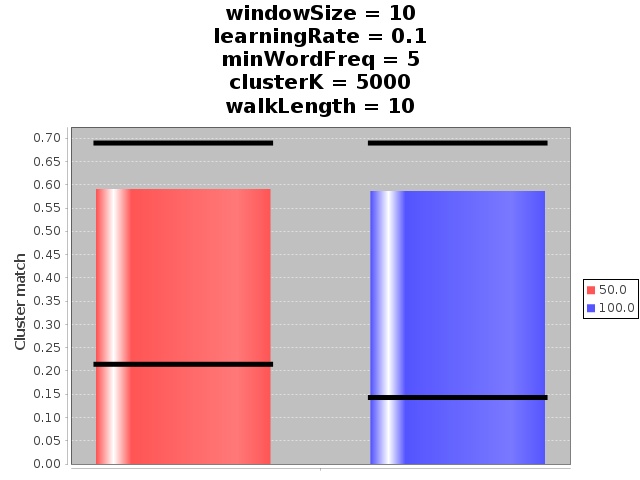 windowSize = 10
learningRate = 0.1
minWordFreq = 5
clusterK = 5000
walkLength = 10
0.70
0.65
0.60
0.55
0.50
0.45
0.40
0.35
0.30
0.25
0.20
0.15
0.10
0.05
0.00
Cluster match
50.0
100.0